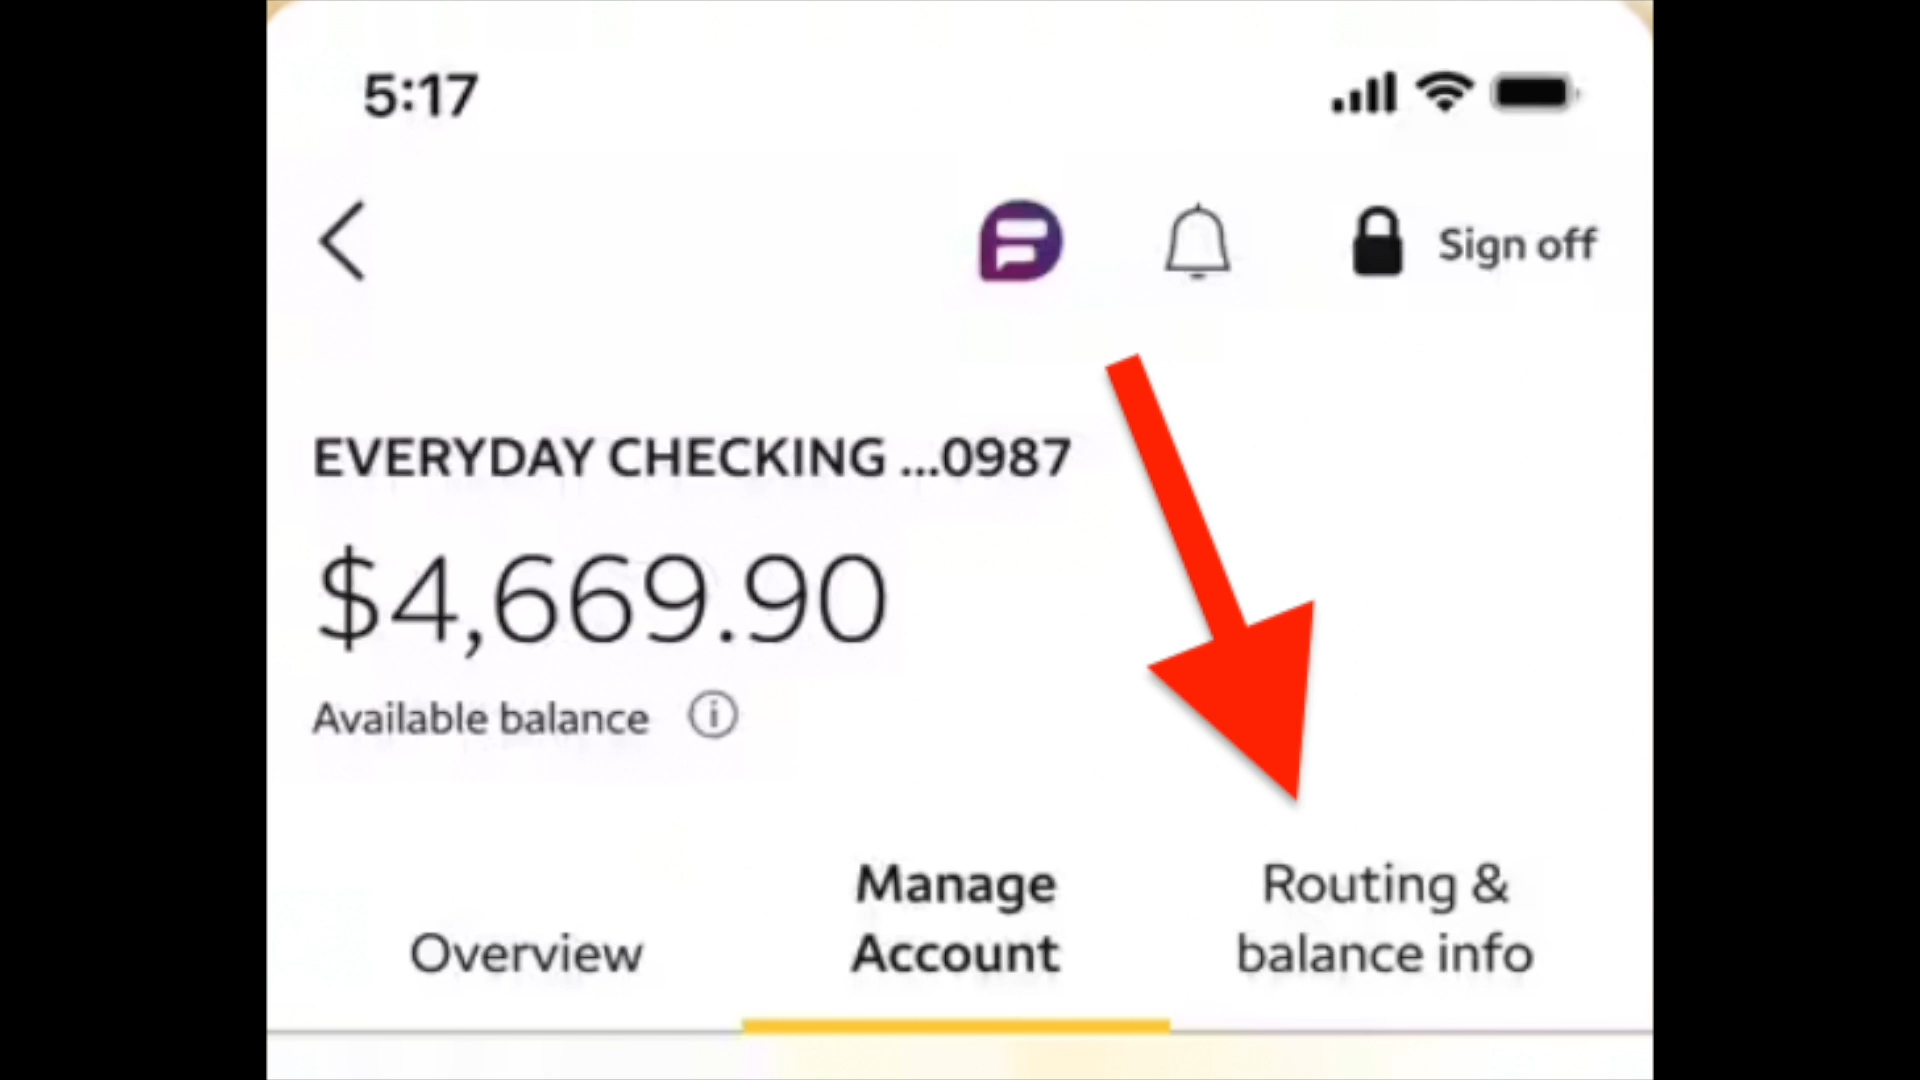 5:17
Sign off
EVERYDAY CHECKING ...0987
$4,669.90
Available balance
Overview
Manage
Account
Routing &
balance info